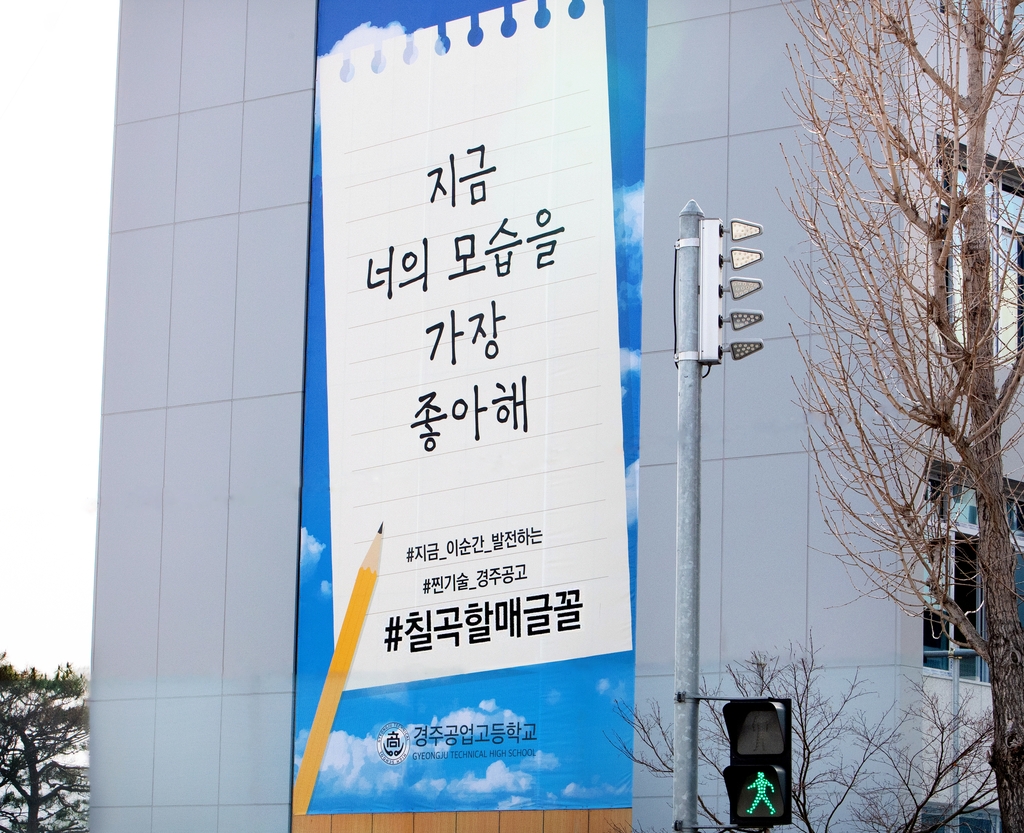 지금
너의 모습을
가장
좋아해
#지금_이순간_발전하는
#찐기술_경주공고
#칠곡할매글꼴
경주공업고등학교
GYEONGJU TECHNICAL HIGH SCHOOL